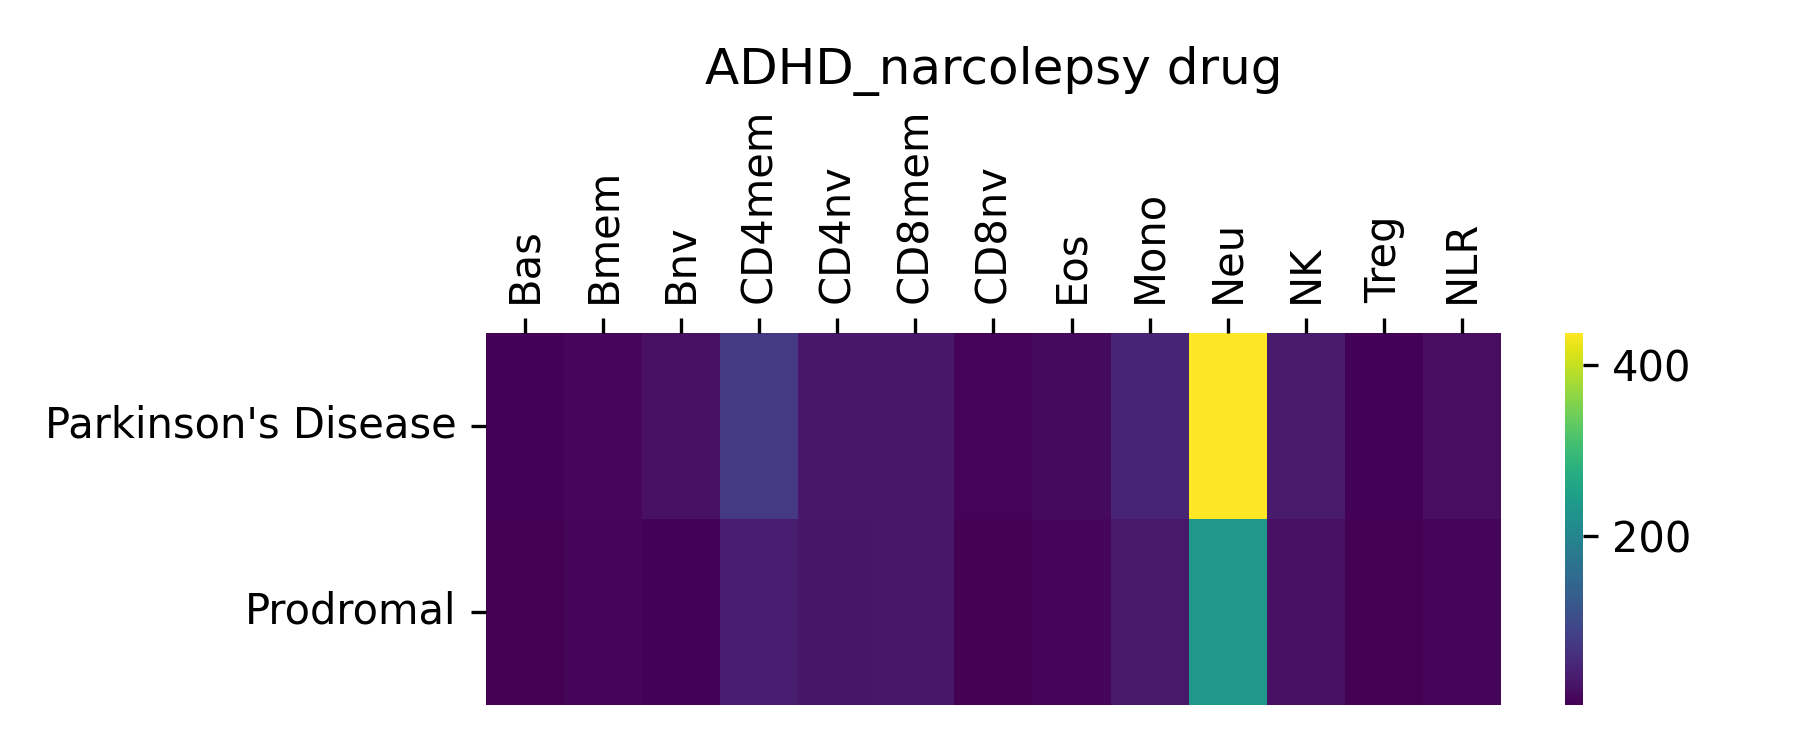 ADHD_narcolepsy drug
Bas
Bmem
Bnv
CD4mem
CD4nv
CD8mem
CD8nv
Eos
Mono
Neu
NK
Treg
NLR
Parkinson's Disease
Prodromal
400
200